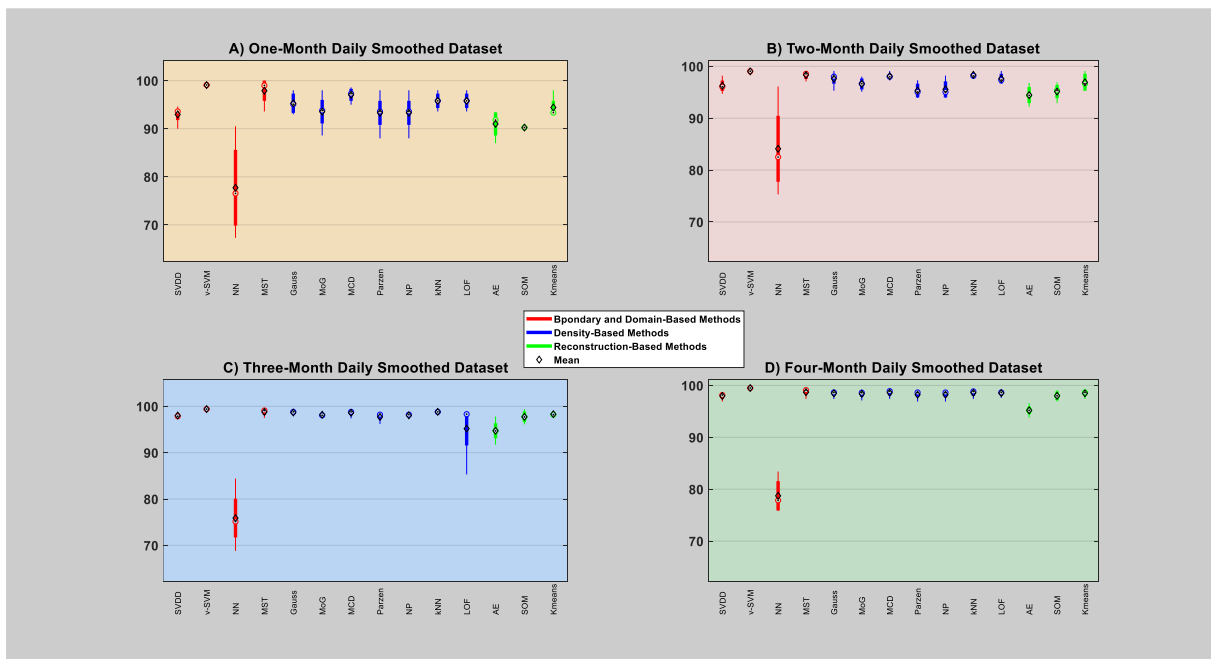 A) One-Month Daily Smoothed Dataset
100
90
80
70
SVDD
v-SVM
NN
MST
Gauss
MoG
MCD
Parzen
NP
kNN
LOF
AE
SOM
Kmeans
B) Two-Month Daily Smoothed Dataset
100
90
80
70
SVDD
v-SVM
NN
MST
Gauss
MoG
MCD
Parzen
NP
kNN
LOF
AE
SOM
Kmeans
Bpondary and Domain-Based Methods
Density-Based Methods
Reconstruction-Based Methods
Mean
C) Three-Month Daily Smoothed Dataset
100
90
80
70
SVDD
v-SVM
NN
MST
Gauss
MoG
MCD
Parzen
NP
kNN
LOF
AE
SOM
Kmeans
D) Four-Month Daily Smoothed Dataset
100
90
80
70
SVDD
v-SVM
NN
MST
Gauss
MoG
MCD
Parzen
NP
kNN
LOF
AE
SOM
Kmeans